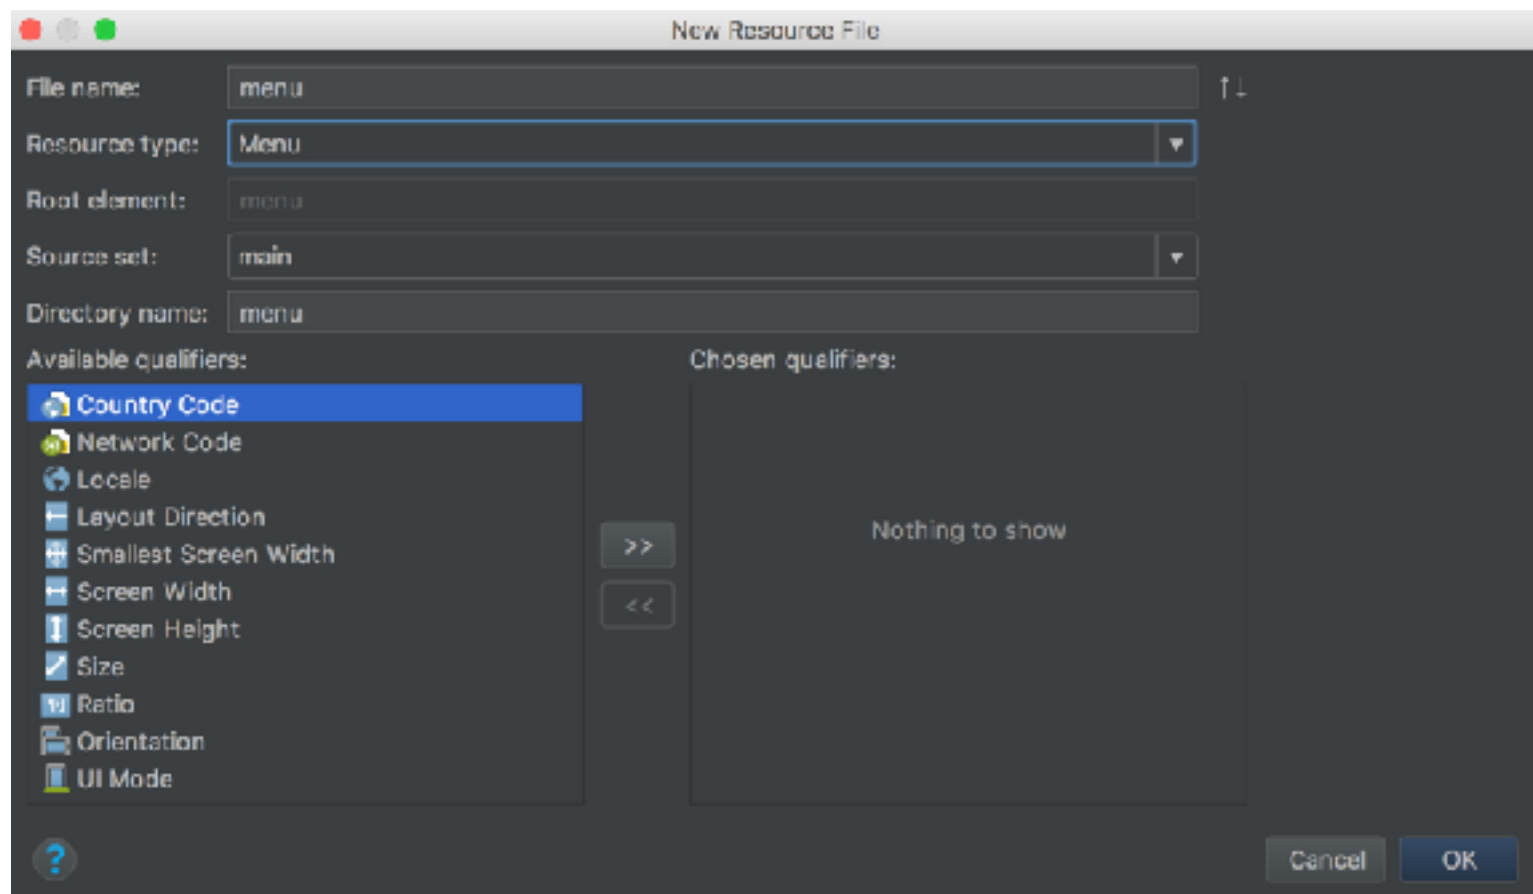 New Resource File
File name: menu
Resource type: Menu
Root element: menu
Source set: main
Directory name: menu
Available qualifiers: Chosen qualifiers:
Country Code
Network Code
Locale
Layout Direction
Smallest Screen Width
Screen Width
Screen Height
Size
Ratio
Orientation
UI Mode
>>
<<
Nothing to show
?
Cancel OK